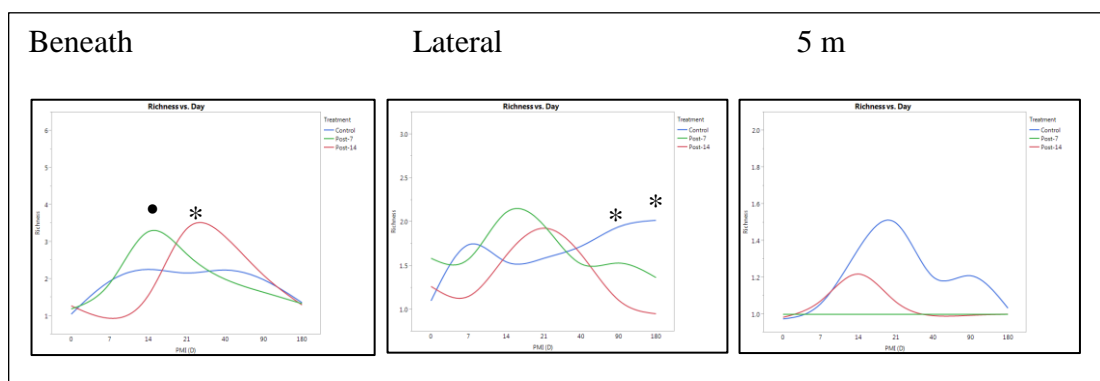 Beneath Lateral 5 m
Richness vs. Day
Treatment
Control
Post-7
Post-14
Richness
6
5
4
3
2
1
● *
0 7 14 21 40 90 180
PMI (D)
Richness vs. Day
Treatment
Control
Post-7
Post-14
Richness
3.0
2.5
2.0
1.5
1.0
* *
0 7 14 21 40 90 180
PMI (D)
Richness vs. Day
Treatment
Control
Post-7
Post-14
Richness
2.0
1.8
1.6
1.4
1.2
1.0
0 7 14 21 40 90 180
PMI (D)